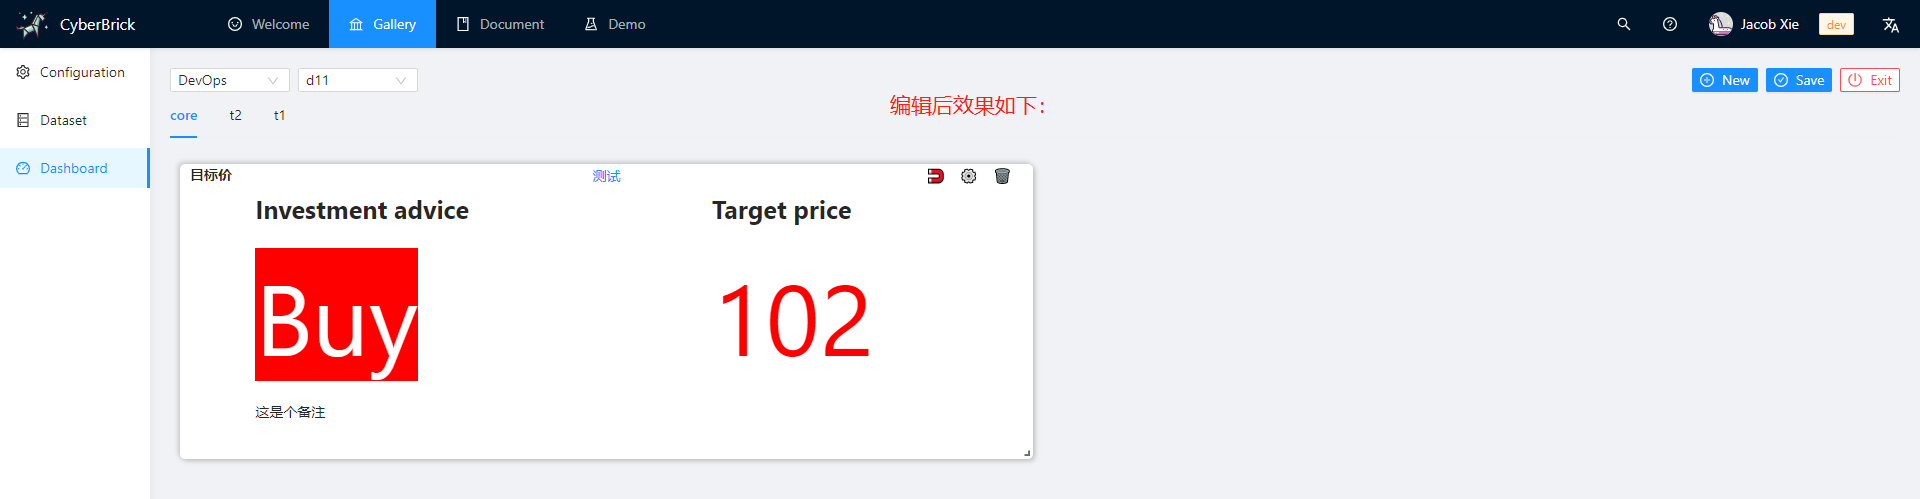 CyberBrick
Welcome
Gallery
Document
Demo
Jacob Xie
dev
Configuration
Dataset
Dashboard
DevOps
d11
New
Save
Exit
编辑后效果如下：
core
t2
t1
目标价
测试
Investment advice
Target price
Buy
102
这是个备注